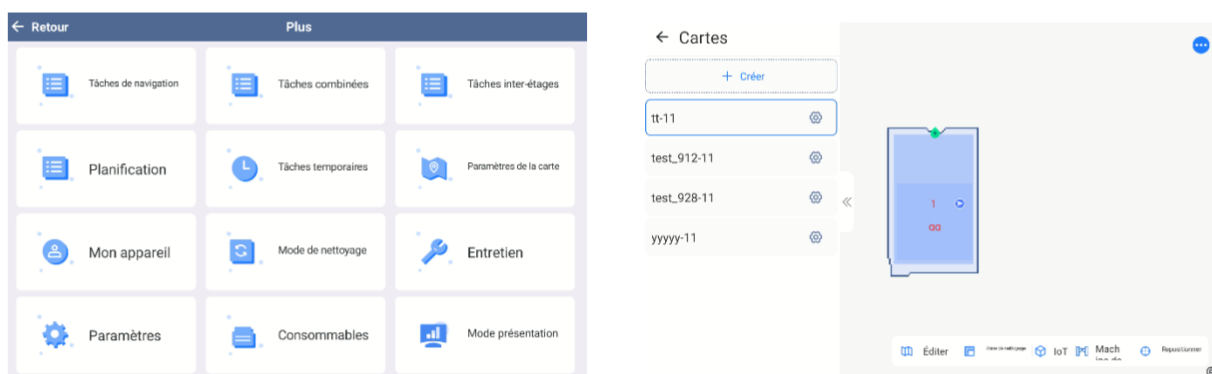 ← Retour
Plus
Tâches de navigation
Tâches combinées
Tâches inter-étages
Planification
Tâches temporaires
Paramètres de la carte
Mon appareil
Mode de nettoyage
Entretien
Paramètres
Consommables
Mode présentation
← Cartes
+ Créer
tt-11
test_912-11
test_928-11
yyyyy-11
1
aa
Éditer
IoT
Mach
Repositionner